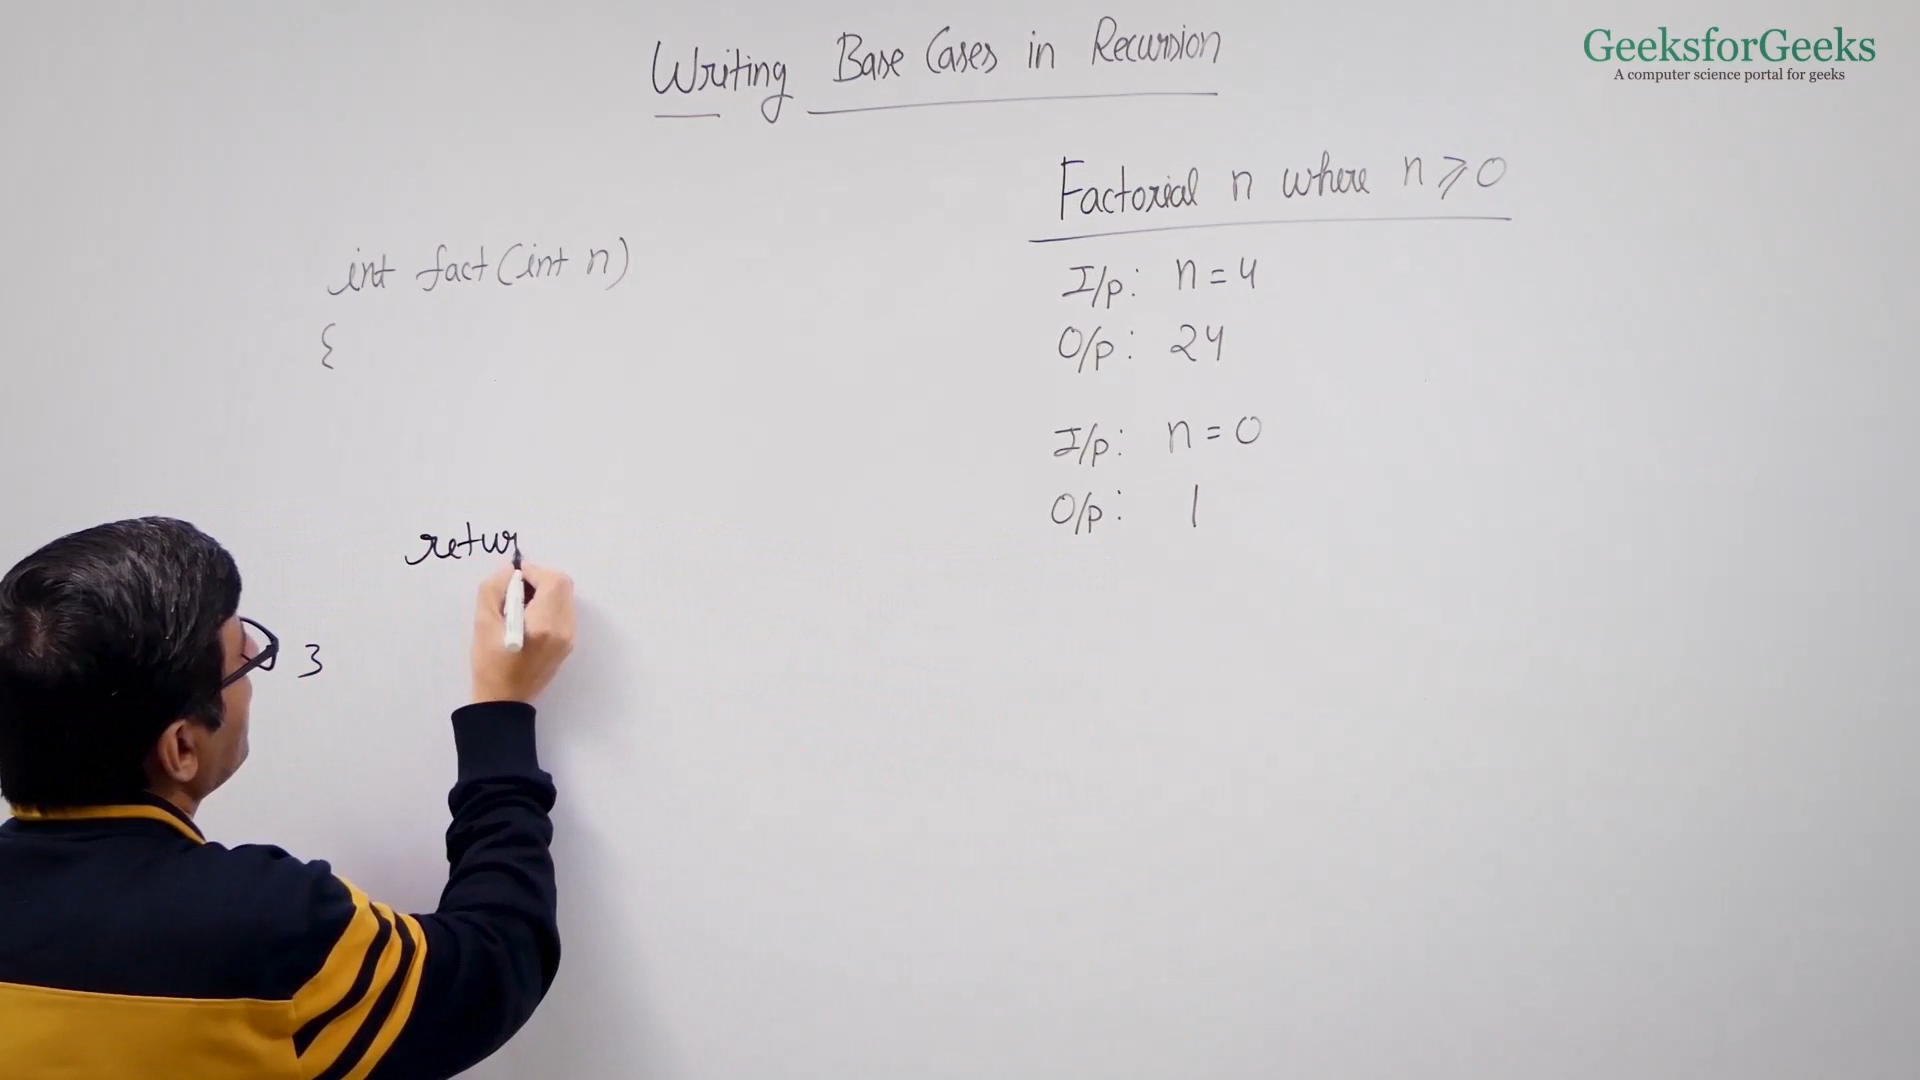 GeeksforGeeks
A computer science portal for geeks
Writing Base Cases in Recursion
Factorial n where n ⩾ 0
int fact(int n)
{
I/p: n = 4
O/p: 24
I/p: n = 0
O/p: 1
retur
}